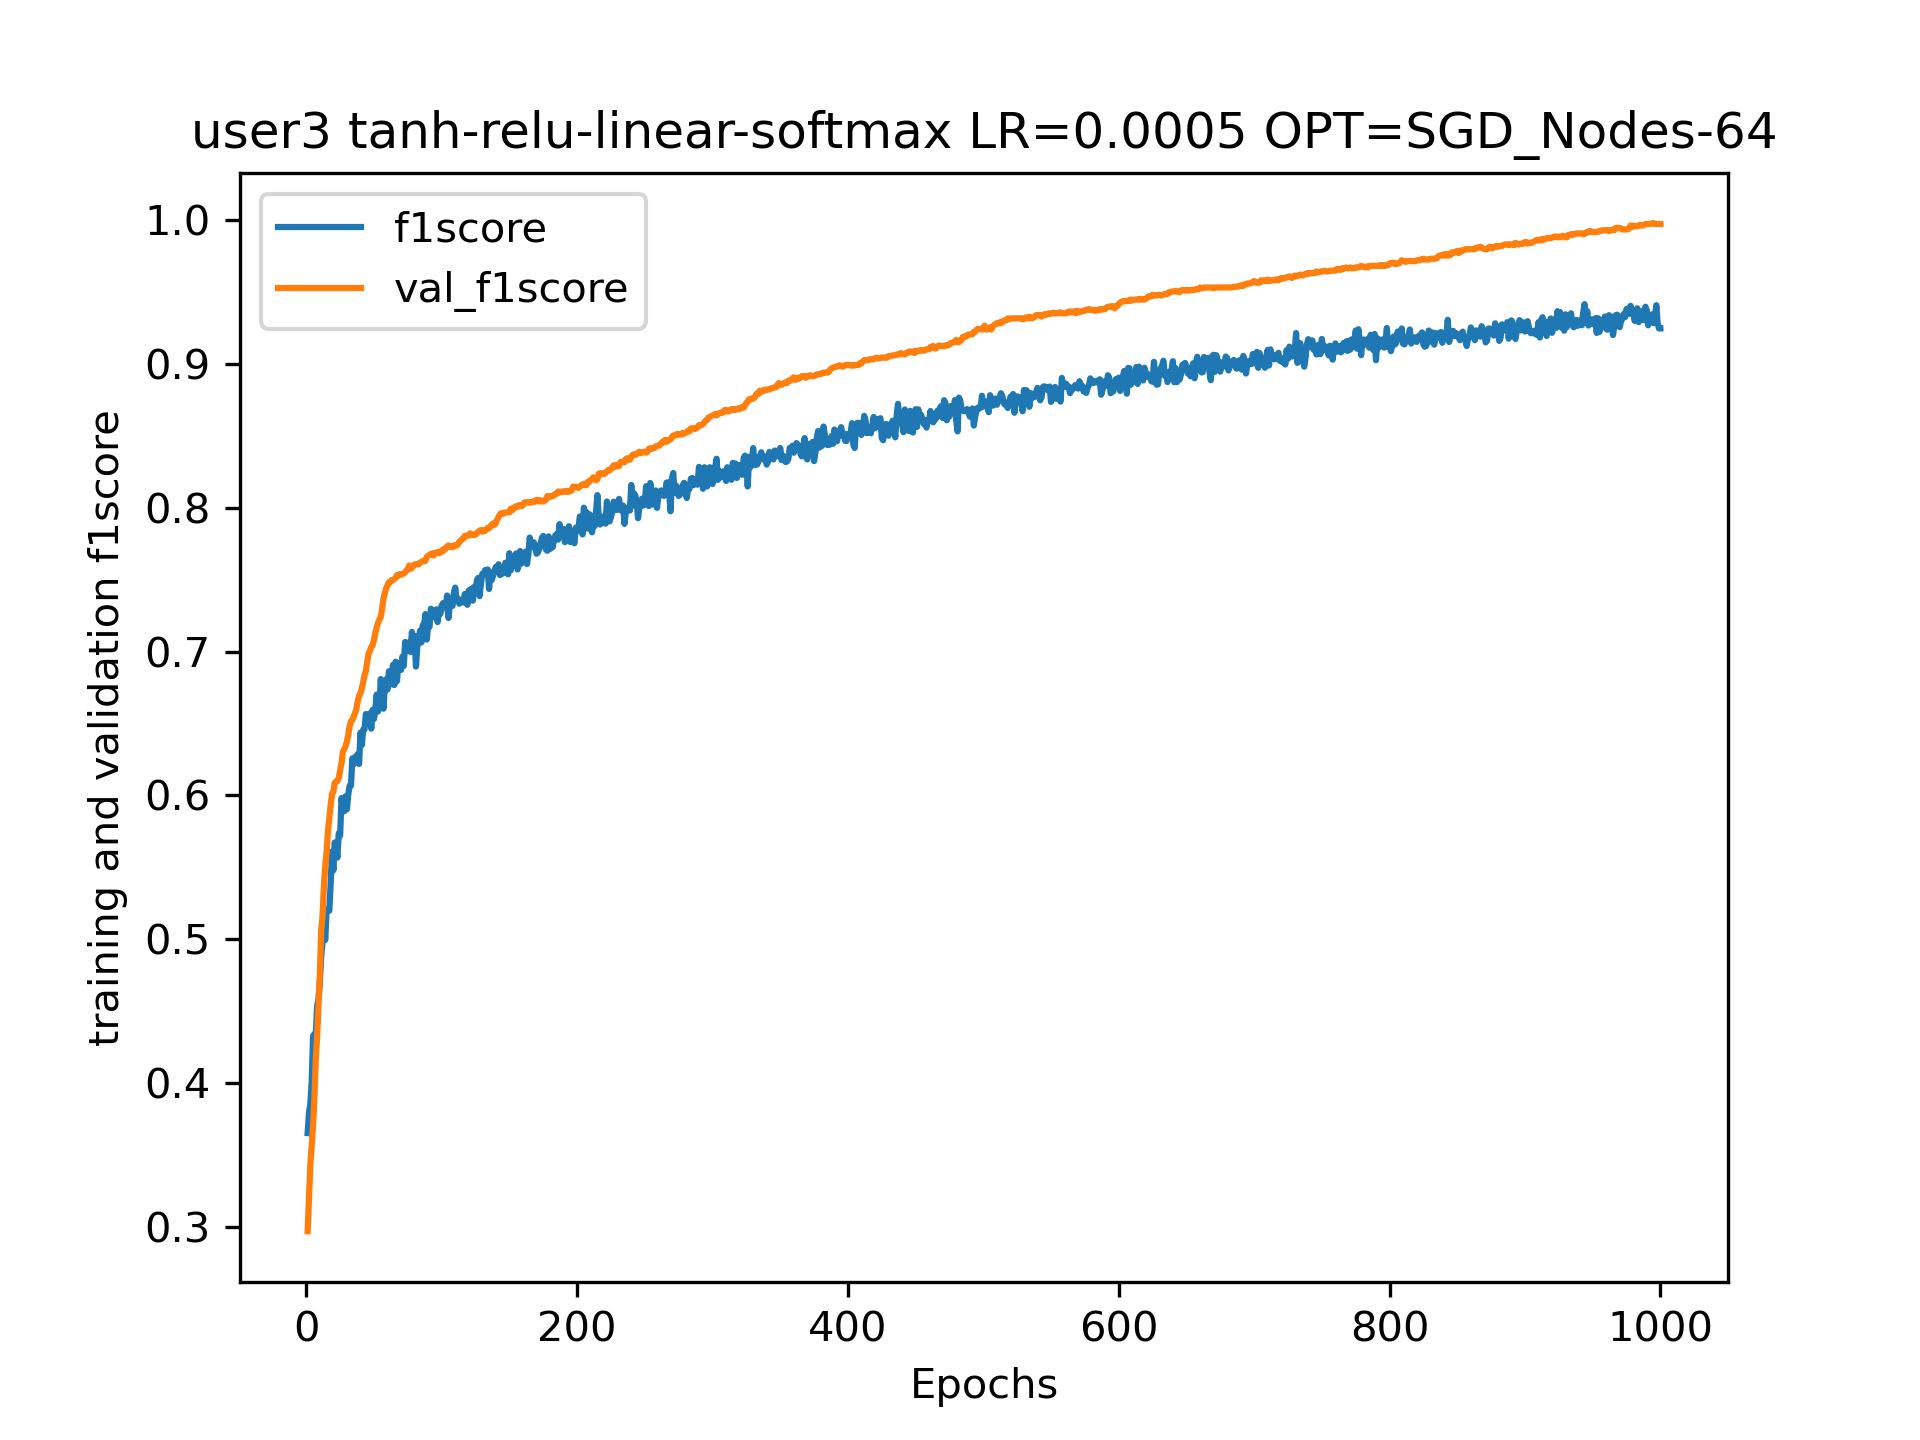 user3 tanh-relu-linear-softmax LR=0.0005 OPT=SGD_Nodes-64
f1score
val_f1score
training and validation f1score
1.0
0.9
0.8
0.7
0.6
0.5
0.4
0.3
0 200 400 600 800 1000
Epochs